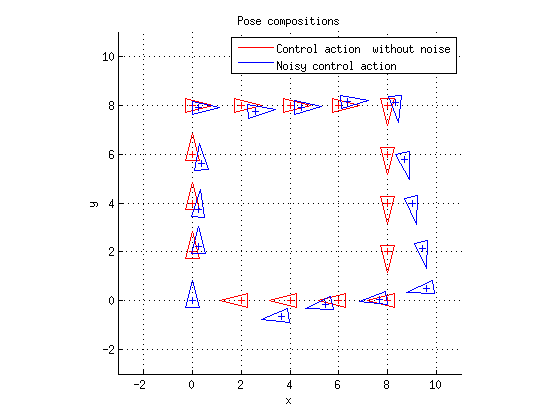 Pose compositions
Control action  without noise
Noisy control action
8
6
4
2
0
-2
y
-2
0
2
4
6
8
10
x